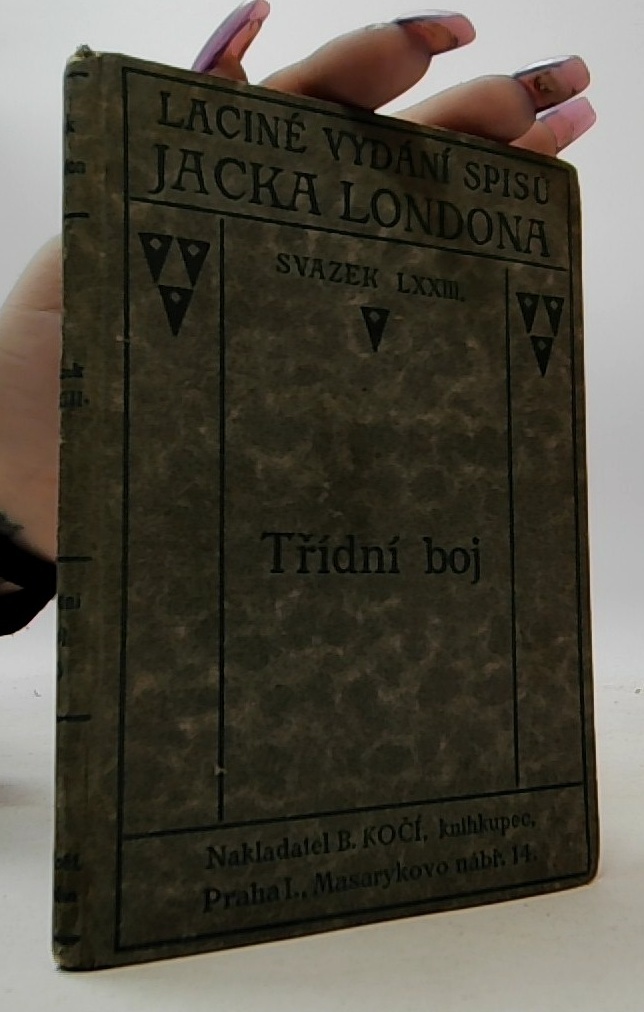 LACINÉ VYDÁNÍ SPISŮ
JACKA LONDONA
SVAZEK LXXIII.
Třídní boj
Nakladatel B. KOČÍ, knihkupec,
Praha I., Masarykovo nábř. 14.